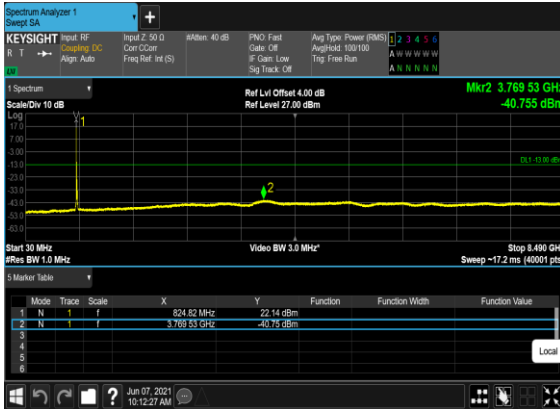 Spectrum Analyzer 1
Swept SA
+
KEYSIGHT Input: RF Input Z: 50 Ω #Atten: 40 dB PNO: Fast Avg Type: Power (RMS) 1 2 3 4 5 6
R T Coupling: DC Corr CCorr Gate: Off Avg|Hold: 100/100 A W W W W W
Align: Auto Freq Ref: Int (S) IF Gain: Low Trig: Free Run
Sig Track: Off A N N N N N
1 Spectrum
Ref Lvl Offset 4.00 dB Mkr2 3.769 53 GHz
Scale/Div 10 dB Ref Level 27.00 dBm -40.755 dBm
Log
17.0
7.00
-3.00
-13.0
-23.0
-33.0
-43.0
-53.0
-63.0
1
DL1 -13.00 dBm
2
Start 30 MHz Video BW 3.0 MHz* Stop 8.490 GH
#Res BW 1.0 MHz Sweep ~17.2 ms (40001 pts
5 Marker Table
Mode Trace Scale X Y Function Function Width Function Value
1 N 1 f 824.82 MHz 22.14 dBm
2 N 1 f 3.769 53 GHz -40.75 dBm
3
4
5
6
Local
?
Jun 07, 2021
10:12:27 AM